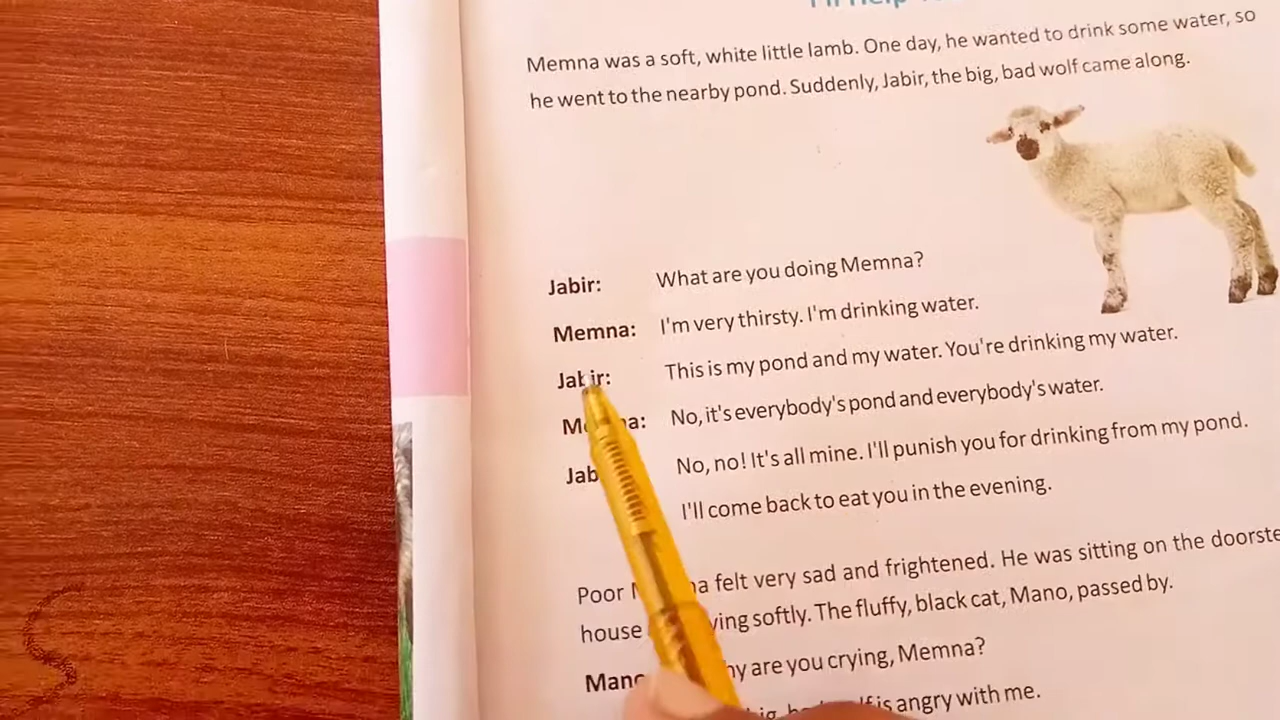 Memna was a soft, white little lamb. One day, he wanted to drink some water, so
he went to the nearby pond. Suddenly, Jabir, the big, bad wolf came along.
Jabir: What are you doing Memna?
Memna: I'm very thirsty. I'm drinking water.
Jabir: This is my pond and my water. You're drinking my water.
No, it's everybody's pond and everybody's water.
No, no! It's all mine. I'll punish you for drinking from my pond.
I'll come back to eat you in the evening.
Poor felt very sad and frightened. He was sitting on the
house softly. The fluffy, black cat, Mano, passed by.
are you crying, Memna?
is angry with me.